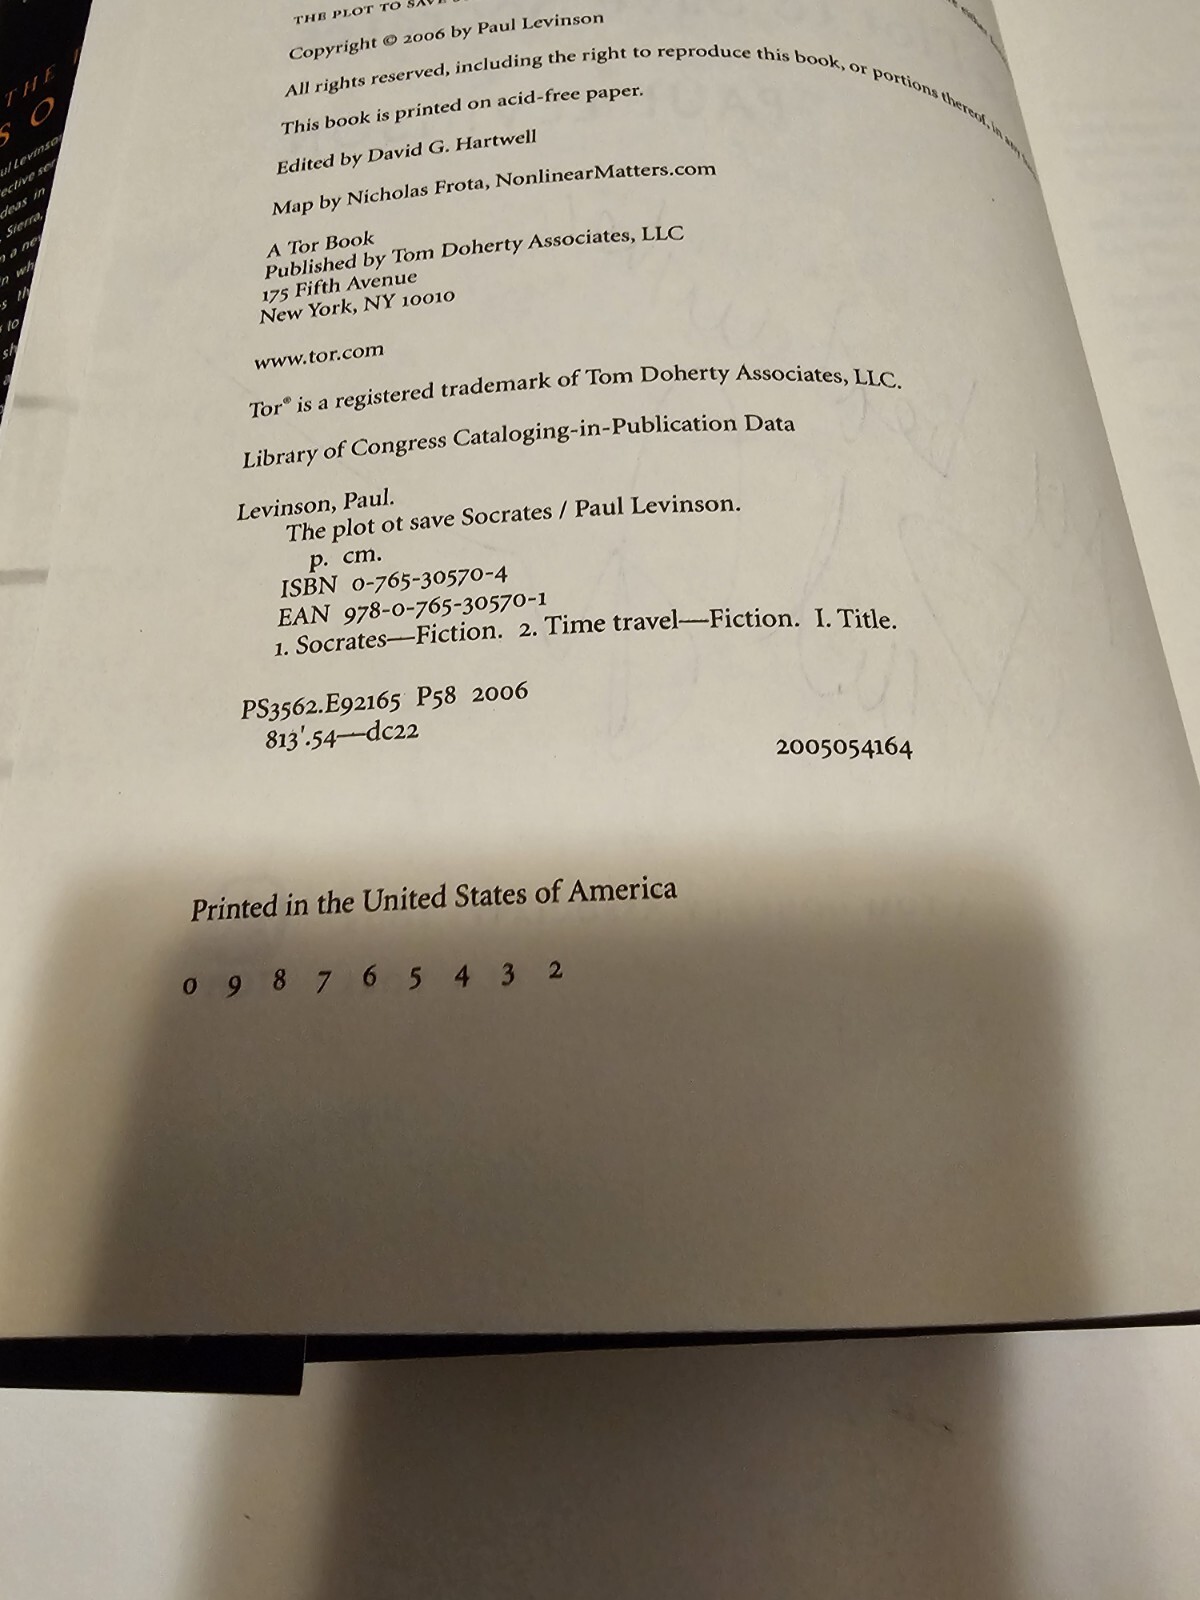 THE PLOT TO
Copyright © 2006 by Paul Levinson
All rights reserved, including the right to reproduce this book, or portions thereof, in any
This book is printed on acid-free paper.
Edited by David G. Hartwell
Map by Nicholas Frota, NonlinearMatters.com
A Tor Book
Published by Tom Doherty Associates, LLC
175 Fifth Avenue
New York, NY 10010
www.tor.com
Tor® is a registered trademark of Tom Doherty Associates, LLC.
Library of Congress Cataloging-in-Publication Data
Levinson, Paul.
The plot ot save Socrates / Paul Levinson.
p. cm.
ISBN 0-765-30570-4
EAN 978-0-765-30570-1
1. Socrates—Fiction. 2. Time travel—Fiction. I. Title.
PS3562.E92165 P58 2006
813'.54—dc22
2005054164
Printed in the United States of America
0 9 8 7 6 5 4 3 2
THE